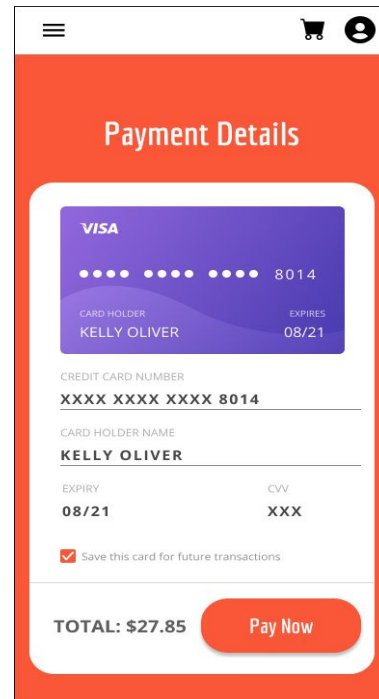 Payment Details
VISA
•••• •••• •••• 8014
CARD HOLDER EXPIRES
KELLY OLIVER 08/21
CREDIT CARD NUMBER
XXXX XXXX XXXX 8014
CARD HOLDER NAME
KELLY OLIVER
EXPIRY CVV
08/21 XXX
Save this card for future transactions
TOTAL: $27.85 Pay Now